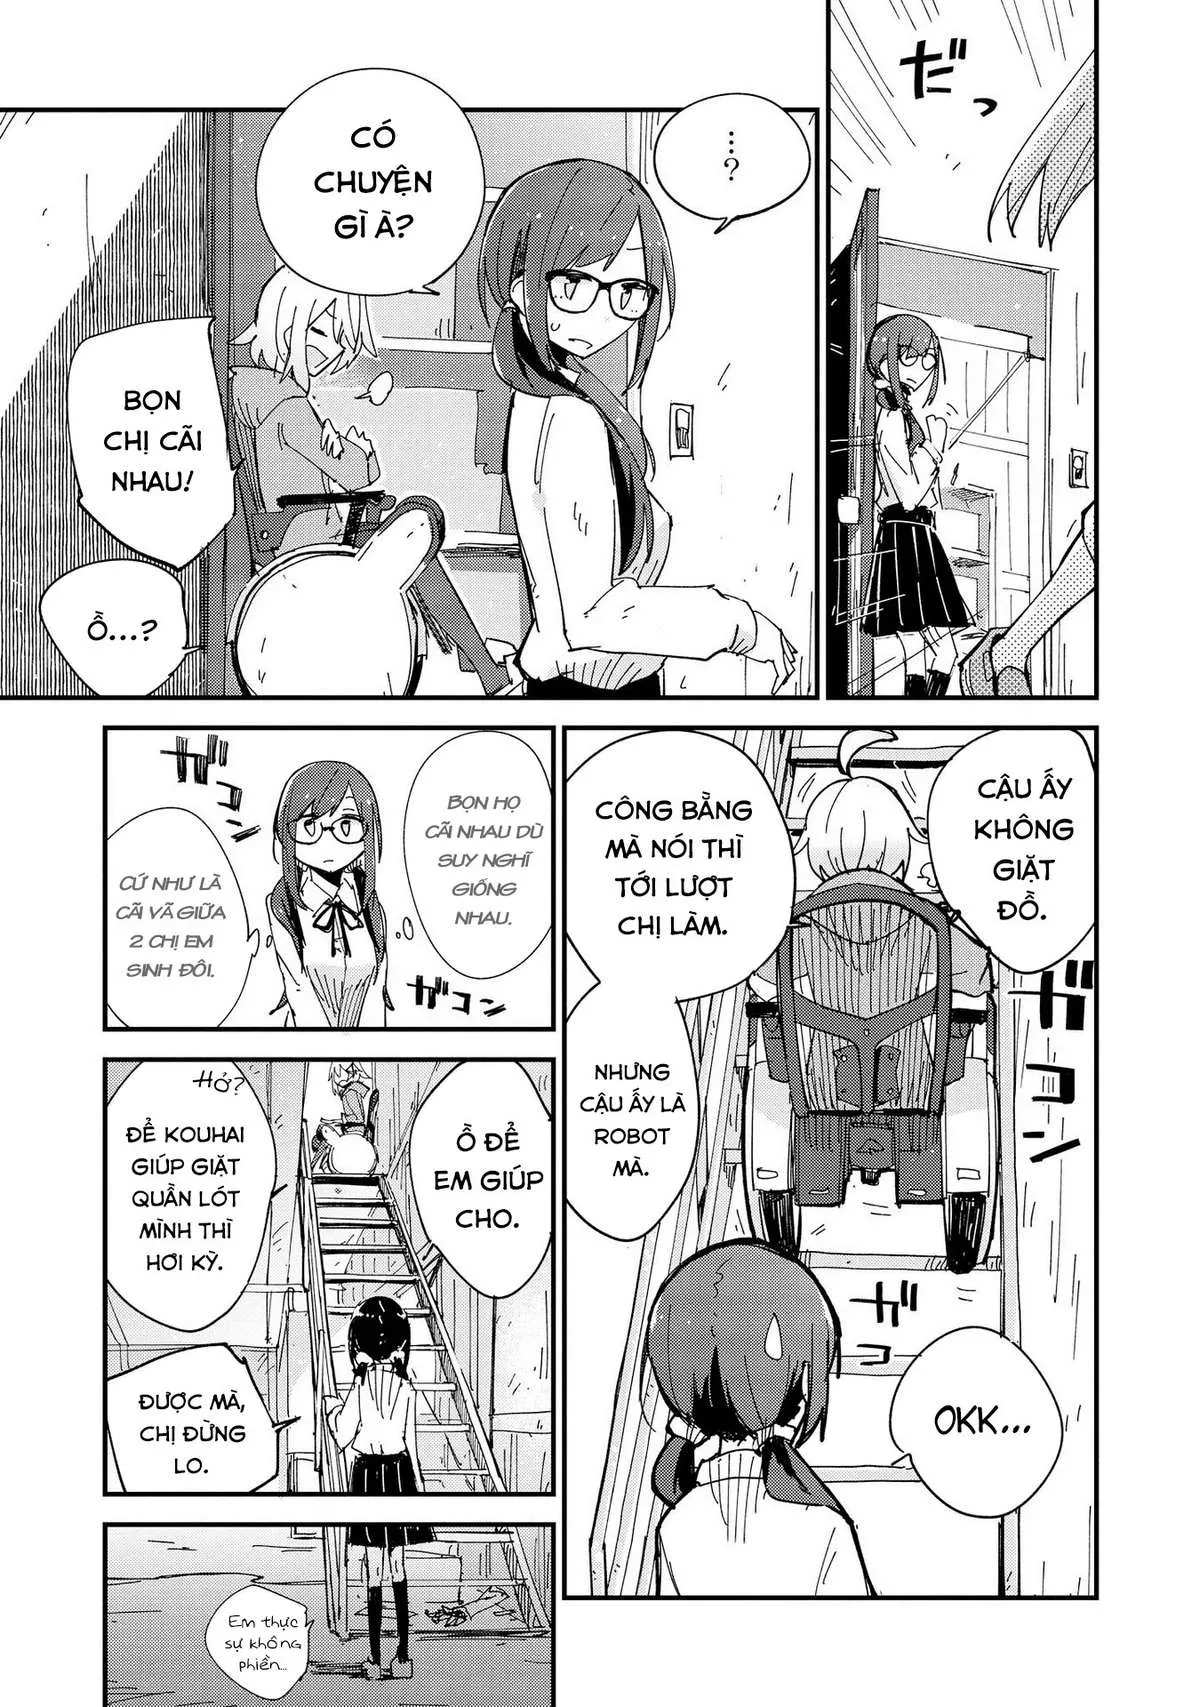 だっ
…?
CÓ
CHUYỆN
GÌ À?
BỌN
CHỊ CÃI
NHAU!
Ồ...?
CẬU ẤY
KHÔNG
GIẶT
ĐỒ.
CÔNG BẰNG
MÀ NÓI THÌ
TỚI LƯỢT
CHỊ LÀM.
NHƯNG
CẬU ẤY LÀ
ROBOT
MÀ.
ガコン
ガコン
OKK...
BỌN HỌ
CÃI NHAU DÙ
SUY NGHĨ
GIỐNG
NHAU.
CỨ NHƯ LÀ
CÃI VÃ GIỮA
2 CHỊ EM
SINH ĐÔI.
ガコン
ガコン
Ồ ĐỂ
EM GIÚP
CHO.
Hở?
ĐỂ KOUHAI
GIÚP GIẶT
QUẦN LÓT
MÌNH THÌ
HƠI KỲ.
ĐƯỢC MÀ,
CHỊ ĐỪNG
LO.
Em thực
sự không
phiền...